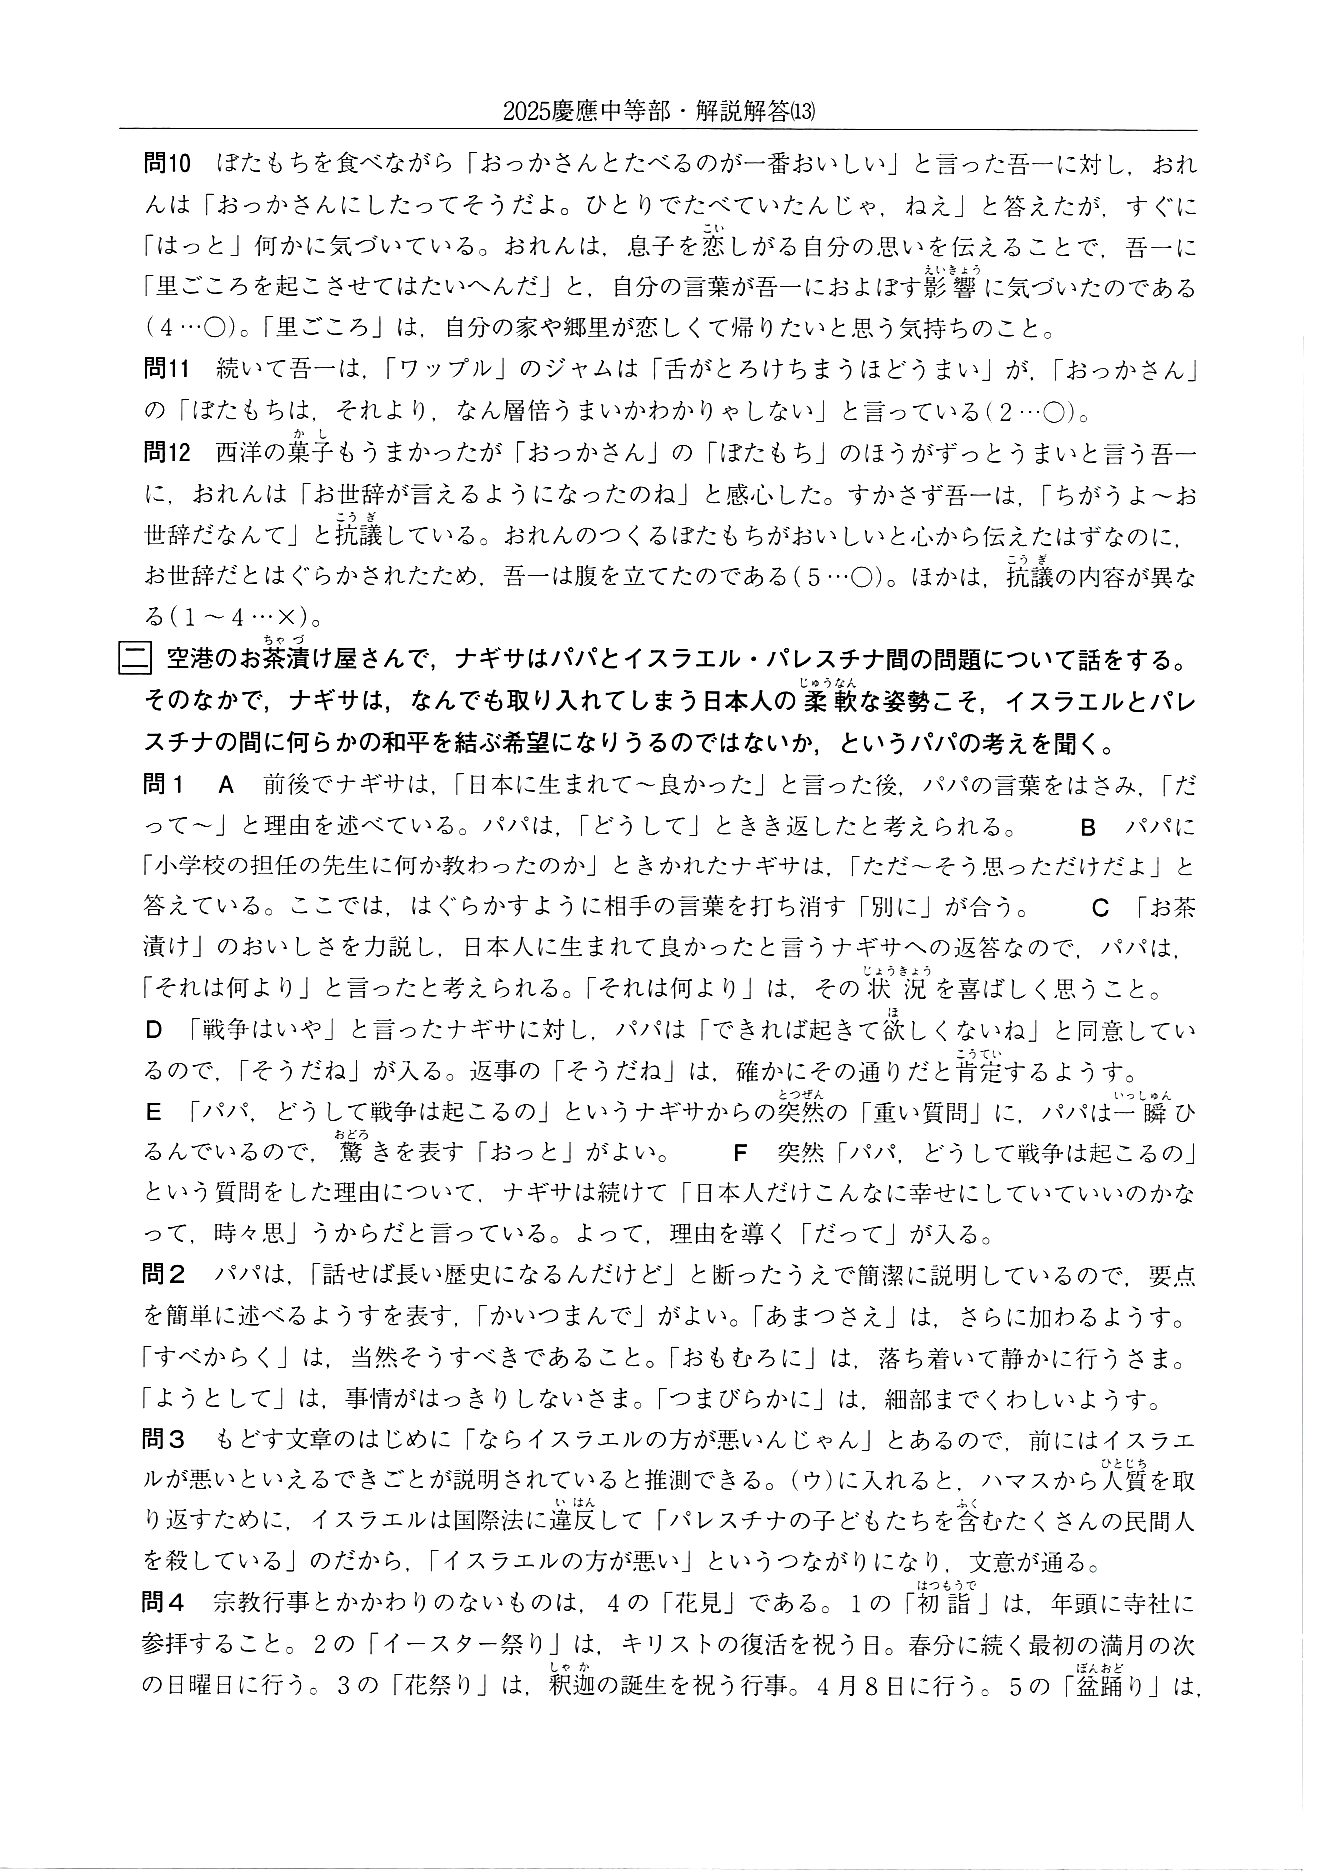 2025慶應中等部・解説解答⒀
問10　ぼたもちを食べながら「おっかさんとたべるのが一番おいしい」と言った吾一に対し，おれ
んは「おっかさんにしたってそうだよ。ひとりでたべていたんじゃ，ねえ」と答えたが，すぐに
「はっと」何かに気づいている。おれんは，息子を恋しがる自分の思いを伝えることで，吾一に
「里ごころを起こさせてはたいへんだ」と，自分の言葉が吾一におよぼす影響に気づいたのである
(４…○)。「里ごころ」は，自分の家や郷里が恋しくて帰りたいと思う気持ちのこと。
問11　続いて吾一は，「ワップル」のジャムは「舌がとろけちまうほどうまい」が，「おっかさん」
の「ぼたもちは，それより，なん層倍うまいかわかりゃしない」と言っている(２…○)。
問12　西洋の菓子もうまかったが「おっかさん」の「ぼたもち」のほうがずっとうまいと言う吾一
に，おれんは「お世辞が言えるようになったのね」と感心した。すかさず吾一は，「ちがうよ～お
世辞だなんて」と抗議している。おれんのつくるぼたもちがおいしいと心から伝えたはずなのに，
お世辞だとはぐらかされたため，吾一は腹を立てたのである(５…○)。ほかは，抗議の内容が異な
る(１～４…×)。
二　空港のお茶漬け屋さんで，ナギサはパパとイスラエル・パレスチナ間の問題について話をする。
そのなかで，ナギサは，なんでも取り入れてしまう日本人の柔軟な姿勢こそ，イスラエルとパレ
スチナの間に何らかの和平を結ぶ希望になりうるのではないか，というパパの考えを聞く。
問１　A　前後でナギサは，「日本に生まれて～良かった」と言った後，パパの言葉をはさみ，「だ
って～」と理由を述べている。パパは，「どうして」ときき返したと考えられる。　　B　パパに
「小学校の担任の先生に何か教わったのか」ときかれたナギサは，「ただ～そう思っただけだよ」と
答えている。ここでは，はぐらかすように相手の言葉を打ち消す「別に」が合う。　　C　「お茶
漬け」のおいしさを力説し，日本人に生まれて良かったと言うナギサへの返答なので，パパは，
「それは何より」と言ったと考えられる。「それは何より」は，その状況を喜ばしく思うこと。
D　「戦争はいや」と言ったナギサに対し，パパは「できれば起きて欲しくないね」と同意してい
るので，「そうだね」が入る。返事の「そうだね」は，確かにその通りだと肯定するようす。
E　「パパ，どうして戦争は起こるの」というナギサからの突然の「重い質問」に，パパは一瞬ひ
るんでいるので，驚きを表す「おっと」がよい。　　F　突然「パパ，どうして戦争は起こるの」
という質問をした理由について，ナギサは続けて「日本人だけこんなに幸せにしていていいのかな
って，時々思」うからだと言っている。よって，理由を導く「だって」が入る。
問２　パパは，「話せば長い歴史になるんだけど」と断ったうえで簡潔に説明しているので，要点
を簡単に述べるようすを表す，「かいつまんで」がよい。「あまつさえ」は，さらに加わるようす。
「すべからく」は，当然そうすべきであること。「おもむろに」は，落ち着いて静かに行うさま。
「ようとして」は，事情がはっきりしないさま。「つまびらかに」は，細部までくわしいようす。
問３　もどす文章のはじめに「ならイスラエルの方が悪いんじゃん」とあるので，前にはイスラエ
ルが悪いといえるできごとが説明されていると推測できる。(ウ)に入れると，ハマスから人質を取
り返すために，イスラエルは国際法に違反して「パレスチナの子どもたちを含むたくさんの民間人
を殺している」のだから，「イスラエルの方が悪い」というつながりになり，文意が通る。
問４　宗教行事とかかわりのないものは，４の「花見」である。１の「初詣」は，年頭に寺社に
参拝すること。２の「イースター祭り」は，キリストの復活を祝う日。春分に続く最初の満月の次
の日曜日に行う。３の「花祭り」は，釈迦の誕生を祝う行事。４月８日に行う。５の「盆踊り」は，